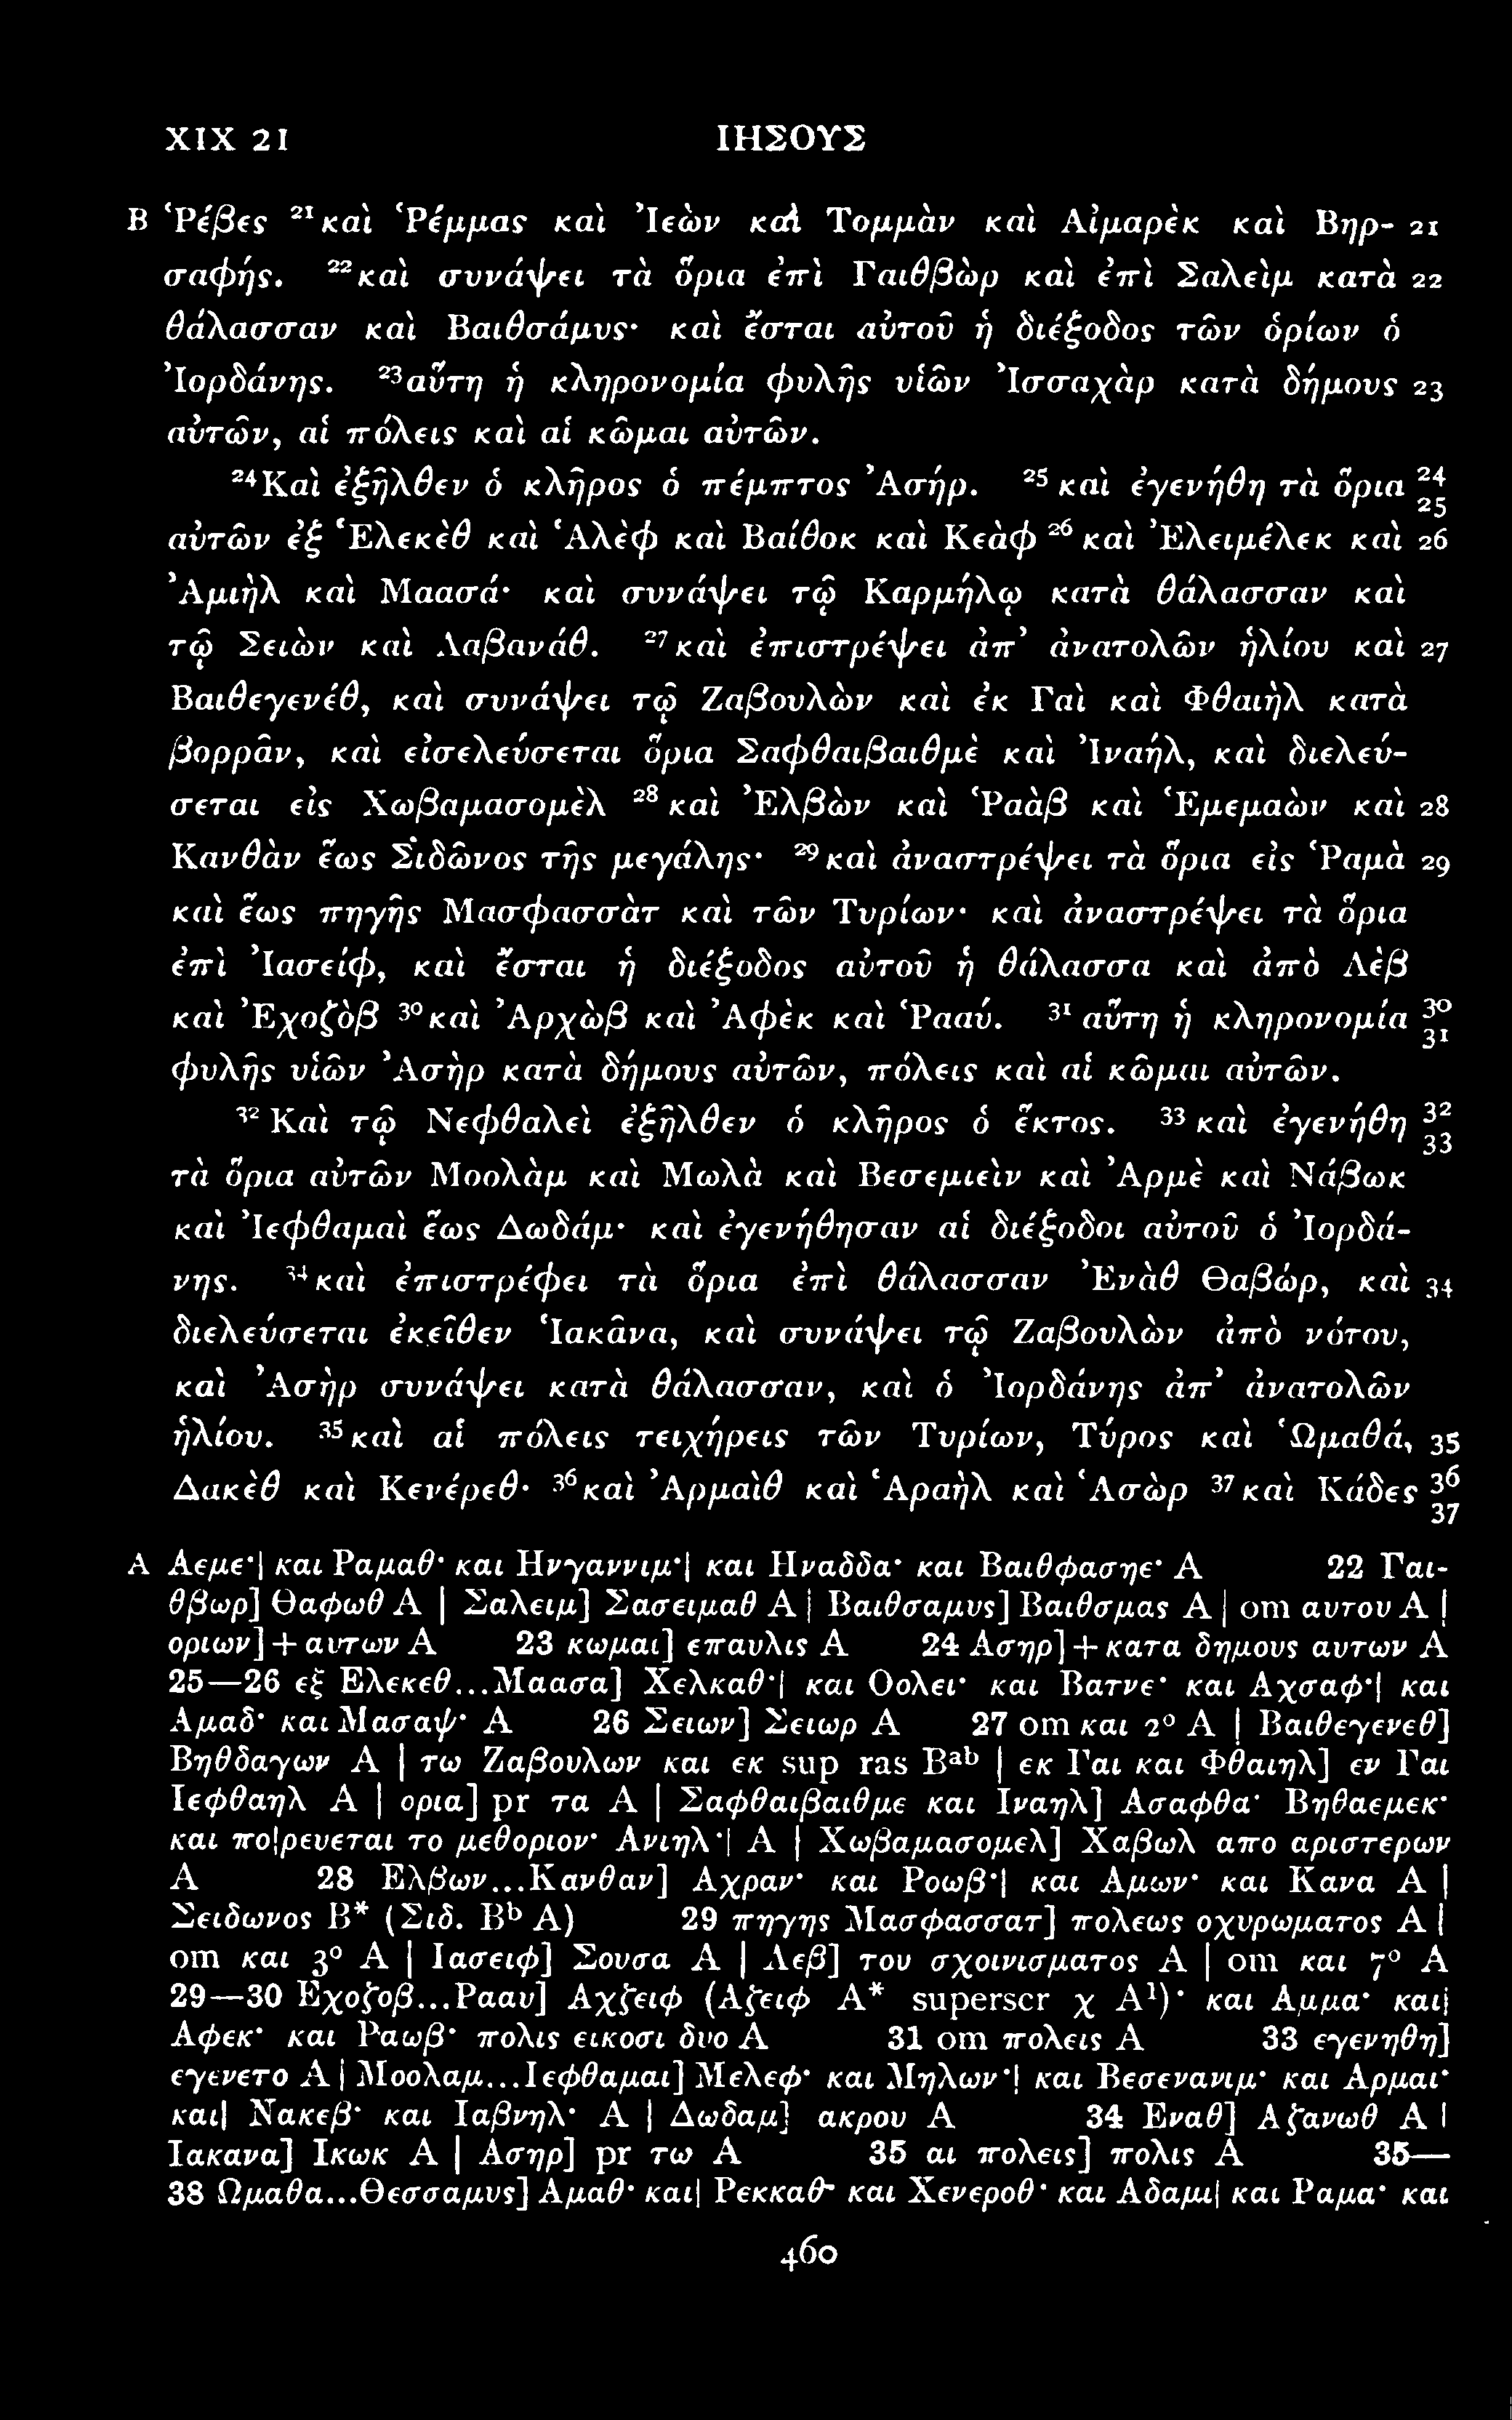 XIX 21 ΙΗΣΟΥΣ
B Ῥέβες ²¹καὶ Ῥέμμας καὶ Ἰεὼν καὶ Τομμὰν καὶ Αἰμαρὲκ καὶ Βηρ- 21
σαφής. ²²καὶ συνάψει τὰ ὅρια ἐπὶ Γαιθβὼρ καὶ ἐπὶ Σαλεὶμ κατὰ 22
θάλασσαν καὶ Βαιθσάμυς· καὶ ἔσται αὐτοῦ ἡ διέξοδος τῶν ὁρίων ὁ
Ἰορδάνης. ²³αὕτη ἡ κληρονομία φυλῆς υἱῶν Ἰσσαχὰρ κατὰ δήμους 23
αὐτῶν, αἱ πόλεις καὶ αἱ κῶμαι αὐτῶν.
²⁴Καὶ ἐξῆλθεν ὁ κλῆρος ὁ πέμπτος Ἀσήρ. ²⁵καὶ ἐγενήθη τὰ ὅρια 24 25
αὐτῶν ἐξ Ἑλεκὲθ καὶ Ἀλὲφ καὶ Βαίθοκ καὶ Κεὰφ ²⁶καὶ Ἐλειμέλεκ καὶ 26
Ἀμιὴλ καὶ Μαασά· καὶ συνάψει τῷ Καρμήλῳ κατὰ θάλασσαν καὶ
τῷ Σειὼν καὶ Λαβανάθ. ²⁷καὶ ἐπιστρέψει ἀπ’ ἀνατολῶν ἡλίου καὶ 27
Βαιθεγενέθ, καὶ συνάψει τῷ Ζαβουλὼν καὶ ἐκ Γαὶ καὶ Φθαιὴλ κατὰ
βορρᾶν, καὶ εἰσελεύσεται ὅρια Σαφθαιβαιθμὲ καὶ Ἰναήλ, καὶ διελεύ-
σεται εἰς Χωβαμασομὲλ ²⁸καὶ Ἐλβὼν καὶ Ῥαὰβ καὶ Ἑμεμαὼν καὶ 28
Κανθὰν ἕως Σιδῶνος τῆς μεγάλης· ²⁹καὶ ἀναστρέψει τὰ ὅρια εἰς Ῥαμὰ 29
καὶ ἕως πηγῆς Μασφασσὰτ καὶ τῶν Τυρίων· καὶ ἀναστρέψει τὰ ὅρια
ἐπὶ Ἰασείφ, καὶ ἔσται ἡ διέξοδος αὐτοῦ ἡ θάλασσα καὶ ἀπὸ Λὲβ
καὶ Ἐχοζὸβ ³⁰καὶ Ἀρχὼβ καὶ Ἀφὲκ καὶ Ῥααύ. ³¹αὕτη ἡ κληρονομία 30 31
φυλῆς υἱῶν Ἀσὴρ κατὰ δήμους αὐτῶν, πόλεις καὶ αἱ κῶμαι αὐτῶν.
³²Καὶ τῷ Νεφθαλεὶ ἐξῆλθεν ὁ κλῆρος ὁ ἕκτος. ³³καὶ ἐγενήθη 32 33
τὰ ὅρια αὐτῶν Μοολὰμ καὶ Μωλὰ καὶ Βεσεμιεὶν καὶ Ἀρμὲ καὶ Νάβωκ
καὶ Ἰεφθαμαὶ ἕως Δωδάμ· καὶ ἐγενήθησαν αἱ διέξοδοι αὐτοῦ ὁ Ἰορδά-
νης. ³⁴καὶ ἐπιστρέφει τὰ ὅρια ἐπὶ θάλασσαν Ἐνὰθ Θαβώρ, καὶ 34
διελεύσεται ἐκεῖθεν Ἰακᾶνα, καὶ συνάψει τῷ Ζαβουλὼν ἀπὸ νότου,
καὶ Ἀσὴρ συνάψει κατὰ θάλασσαν, καὶ ὁ Ἰορδάνης ἀπ’ ἀνατολῶν
ἡλίου. ³⁵καὶ αἱ πόλεις τειχήρεις τῶν Τυρίων, Τύρος καὶ Ὠμαθά, 35
Δακὲθ καὶ Κενέρεθ· ³⁶καὶ Ἀρμαὶθ καὶ Ἀραὴλ καὶ Ἁσὼρ ³⁷καὶ Κάδες 36 37
A Αεμε·| και Ραμαθ· και Ηνγαννιμ·| και Ηναδδα· και Βαιθφασηε· A 22 Γαι-
θβωρ] Θαφωθ A | Σαλειμ] Σασειμαθ A | Βαιθσαμυς] Βαιθσμας A | om αυτου A |
οριων] + αυτων A 23 κωμαι] επαυλις A 24 Ασηρ] + κατα δημους αυτων A
25—26 εξ Ελεκεθ...Μαασα] Χελκαθ·| και Οολει· και Βατνε· και Αχσαφ·| και
Αμαδ· και Μασαψ· A 26 Σειων] Σειωρ A 27 om και 2° A | Βαιθεγενεθ]
Βηθδαγων A | τω Ζαβουλων και εκ sup ras Bᵃᵇ | εκ Γαι και Φθαιηλ] εν Γαι
Ιεφθαηλ A | ορια] pr τα A | Σαφθαιβαιθμε και Ιναηλ] Ασαφθα· Βηθαεμεκ·
και πο|ρευεται το μεθοριον· Ανιηλ·| A | Χωβαμασομελ] Χαβωλ απο αριστερων
A 28 Ελβων...Κανθαν] Αχραν· και Ροωβ·| και Αμων· και Κανα A |
Σειδωνος B* (Σιδ. Bᵇ A) 29 πηγης Μασφασσατ] πολεως οχυρωματος A |
om και 3° A | Ιασειφ] Σουσα A | Λεβ] του σχοινισματος A | om και 7° A
29—30 Εχοζοβ...Рααυ] Αχζειφ (Αζειφ A* superscr χ A¹)· και Αμμα· και|
Αφεκ· και Ραωβ· πολις εικοσι δυο A 31 om πολεις A 33 εγενηθη]
εγενετο A | Μοολαμ...Ιεφθαμαι] Μελεφ· και Μηλων·| και Βεσενανιμ· και Αρμαι·
και| Νακεβ· και Ιαβνηλ· A | Δωδαμ] ακρου A 34 Εναθ] Αζανωθ A |
Ιακανα] Ικωκ A | Ασηρ] pr τω A 35 αι πολεις] πολις A 35—
38 Ωμαθα...Θεσσαμυς] Αμαθ· και| Ρεκκαθ· και Χενεροθ· και Αδαμι| και Ραμα· και
460